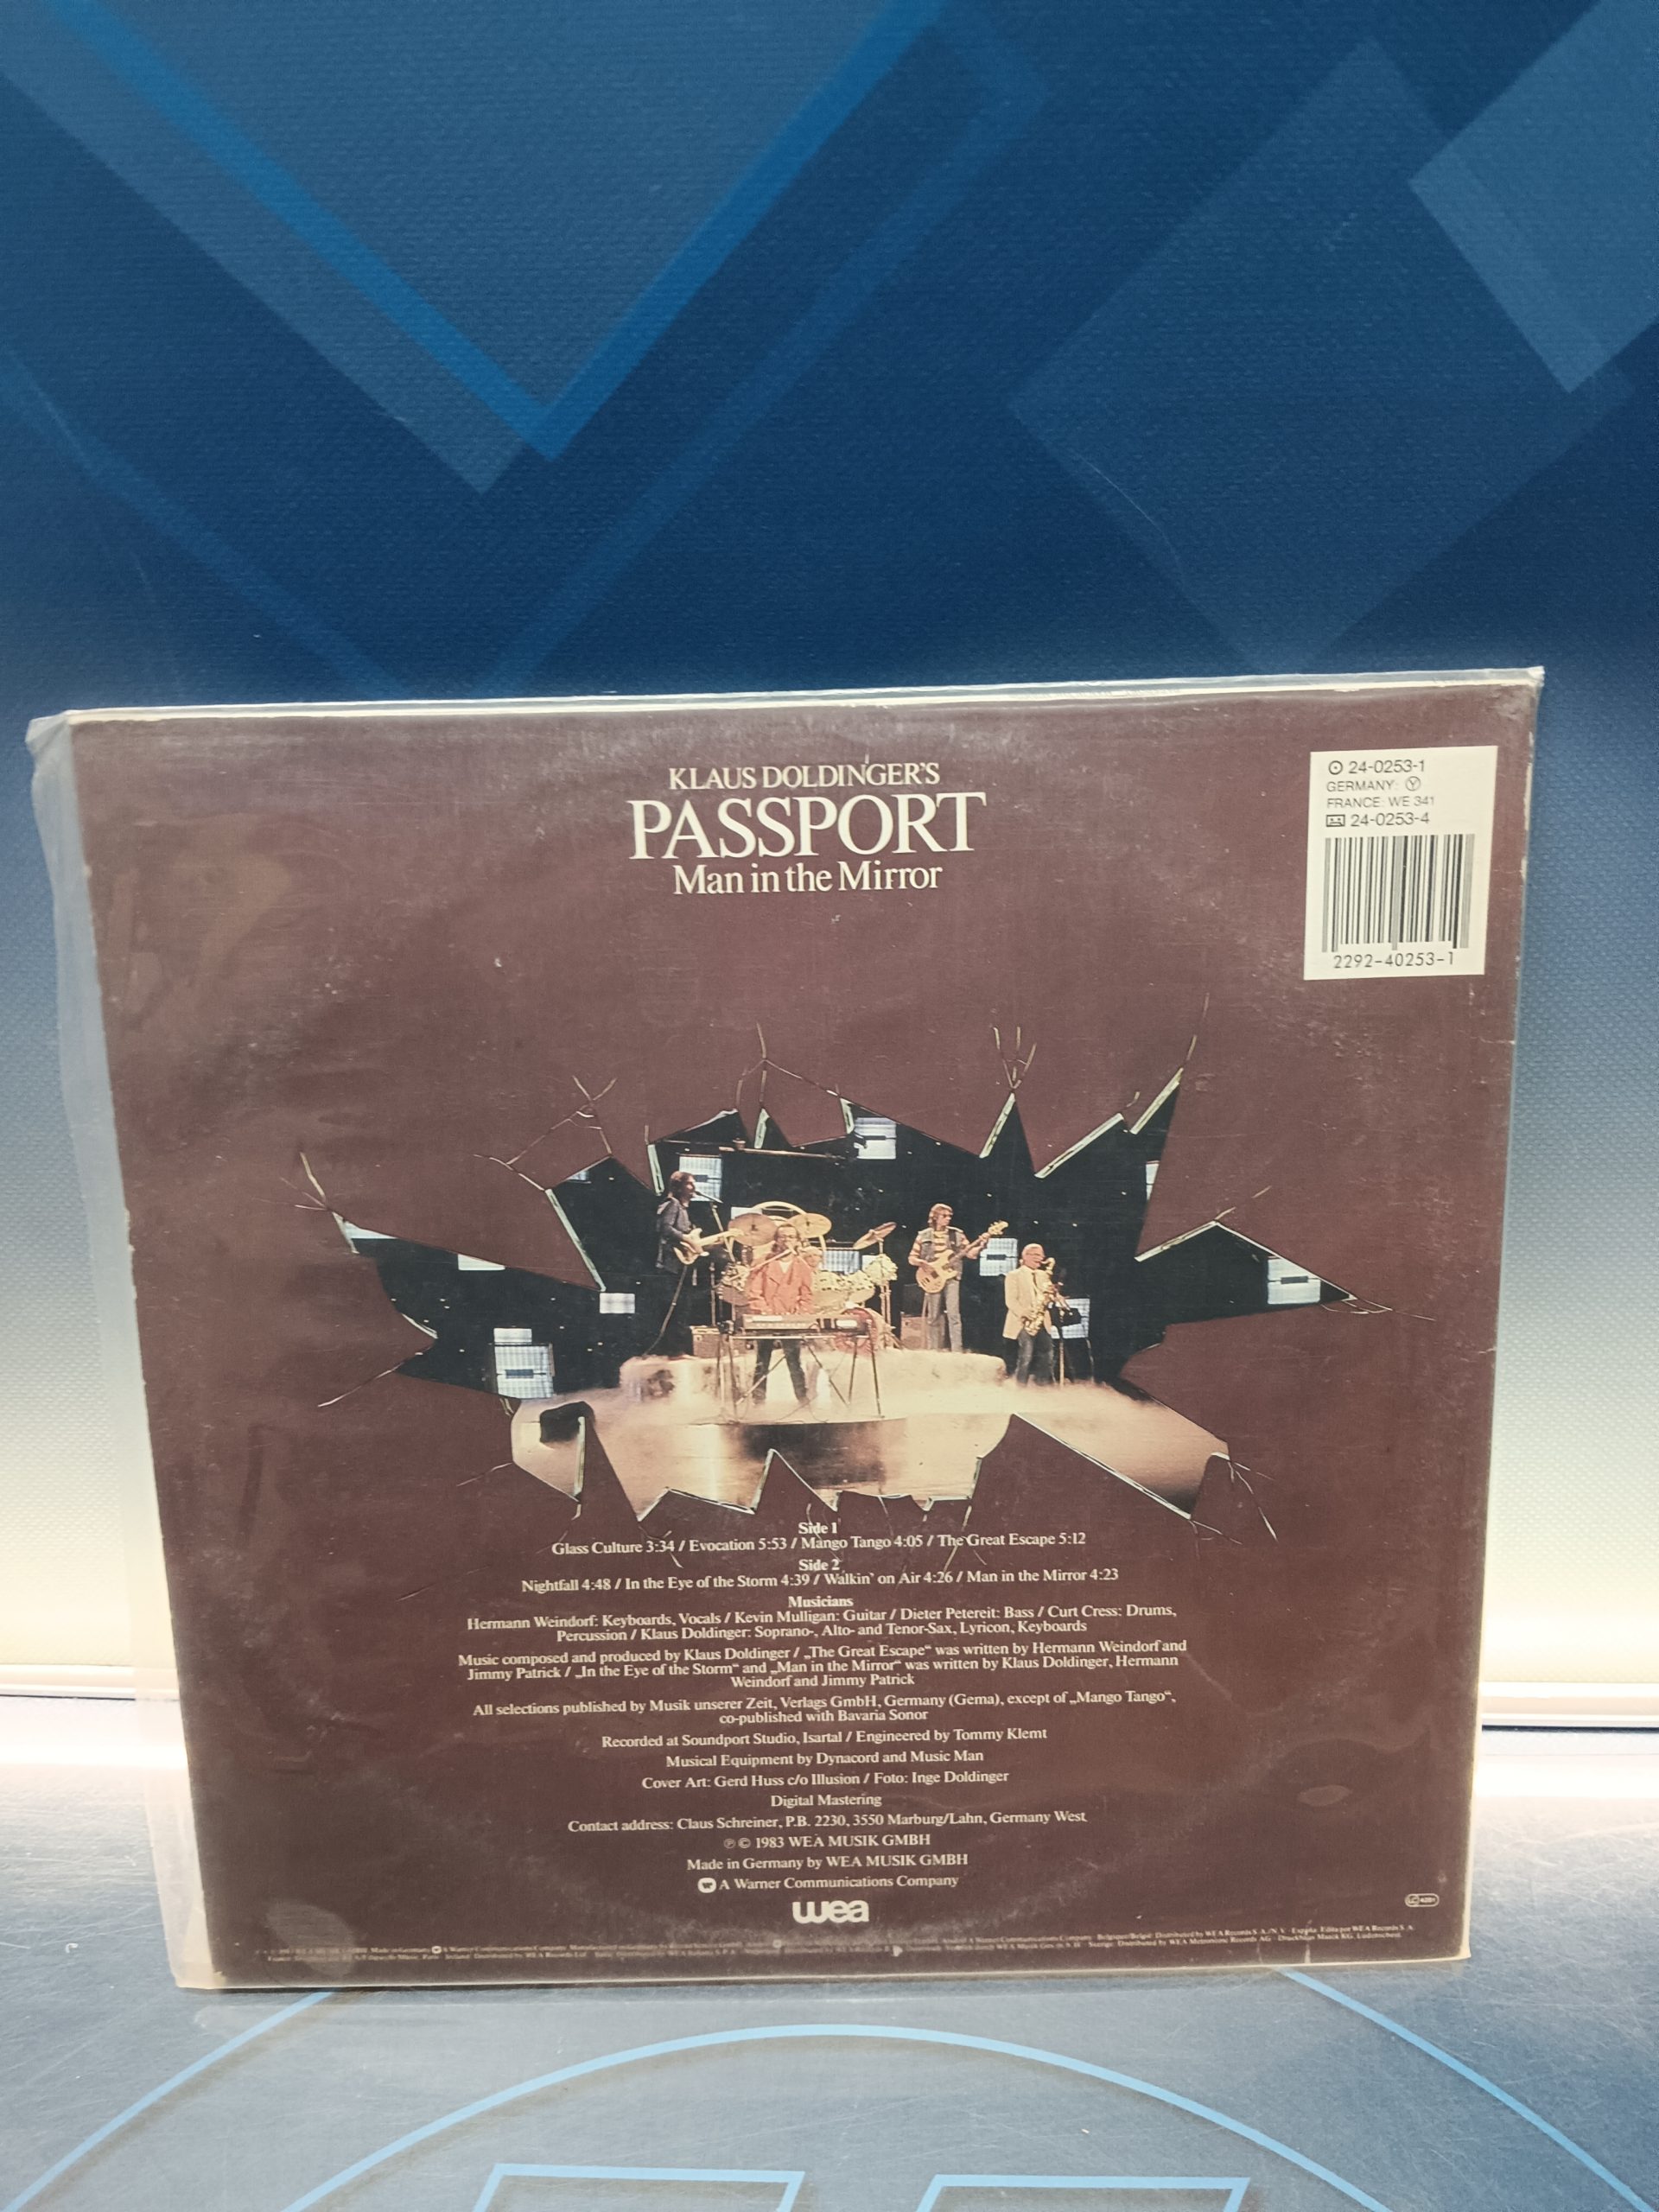 KLAUS DOLDINGER'S
PASSPORT
Man in the Mirror
24-0253-1
GERMANY: Y
FRANCE: WE 341
24-0253-4
2292-40253-1
Side 1
Glass Culture 3:34 / Evocation 5:53 / Mango Tango 4:05 / The Great Escape 5:12
Side 2
Nightfall 4:48 / In the Eye of the Storm 4:39 / Walkin' on Air 4:26 / Man in the Mirror 4:23
Musicians
Hermann Weindorf: Keyboards, Vocals / Kevin Mulligan: Guitar / Dieter Petereit: Bass / Curt Cress: Drums,
Percussion / Klaus Doldinger: Soprano-, Alto- and Tenor-Sax, Lyricon, Keyboards
Music composed and produced by Klaus Doldinger / „The Great Escape“ was written by Hermann Weindorf and
Jimmy Patrick / „In the Eye of the Storm“ and „Man in the Mirror“ was written by Klaus Doldinger, Hermann
Weindorf and Jimmy Patrick
All selections published by Musik unserer Zeit, Verlags GmbH, Germany (Gema), except of „Mango Tango“,
co-published with Bavaria Sonor
Recorded at Soundport Studio, Isartal / Engineered by Tommy Klemt
Musical Equipment by Dynacord and Music Man
Cover Art: Gerd Huss c/o Illusion / Foto: Inge Doldinger
Digital Mastering
Contact address: Claus Schreiner, P.B. 2230, 3550 Marburg/Lahn, Germany West
℗ © 1983 WEA MUSIK GMBH
Made in Germany by WEA MUSIK GMBH
A Warner Communications Company
wea